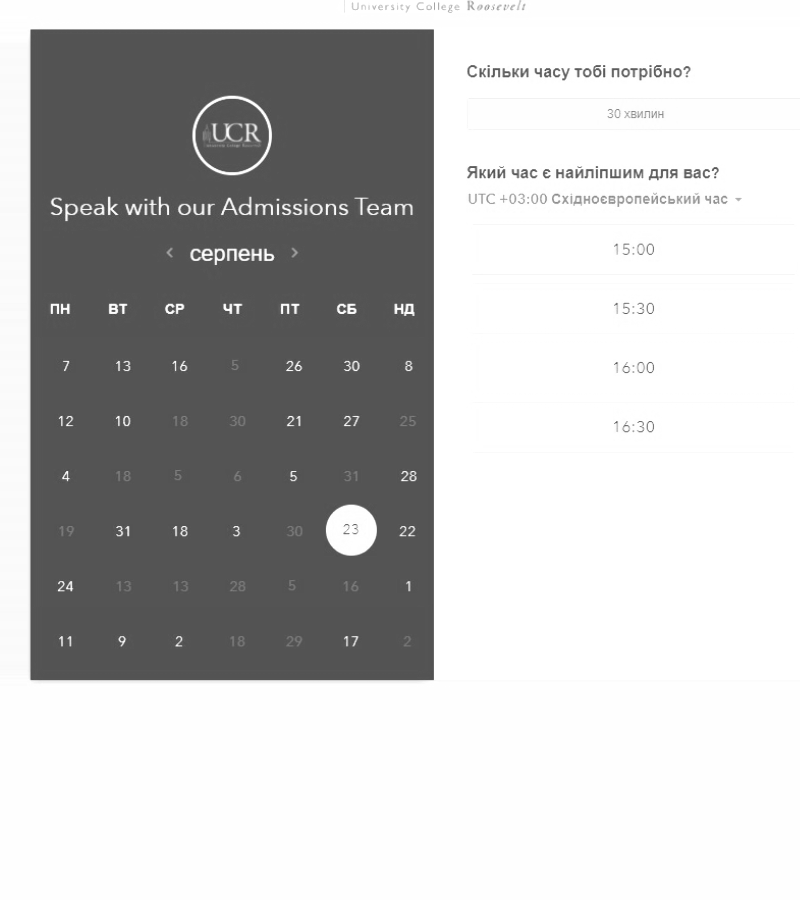 University College Roosevelt
UCR
Speak with our Admissions Team
< серпень >
ПН ВТ СР ЧТ ПТ СБ НД
7 13 16 5 26 30 8
12 10 18 30 21 27 25
4 18 5 6 5 31 28
19 31 18 3 30 23 22
24 13 13 28 5 16 1
11 9 2 18 29 17 2
Скільки часу тобі потрібно?
30 хвилин
Який час є найліпшим для вас?
UTC +03:00 Східноєвропейський час
15:00
15:30
16:00
16:30